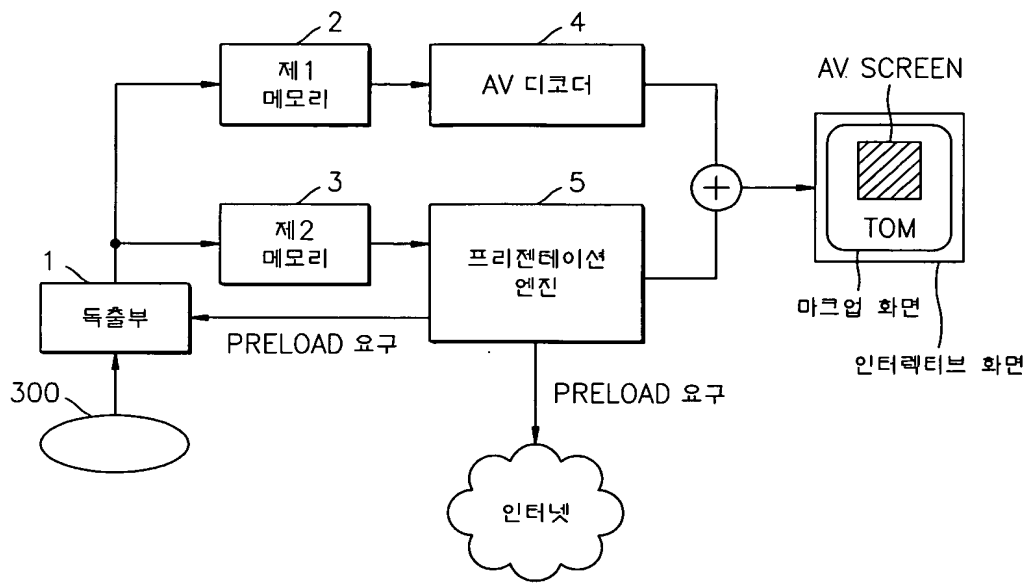 2
제1
메모리
4
AV 디코더
AV SCREEN
TOM
마크업 화면
인터렉티브 화면
3
제2
메모리
5
프리젠테이션
엔진
1
독출부
PRELOAD 요구
300
PRELOAD 요구
인터넷